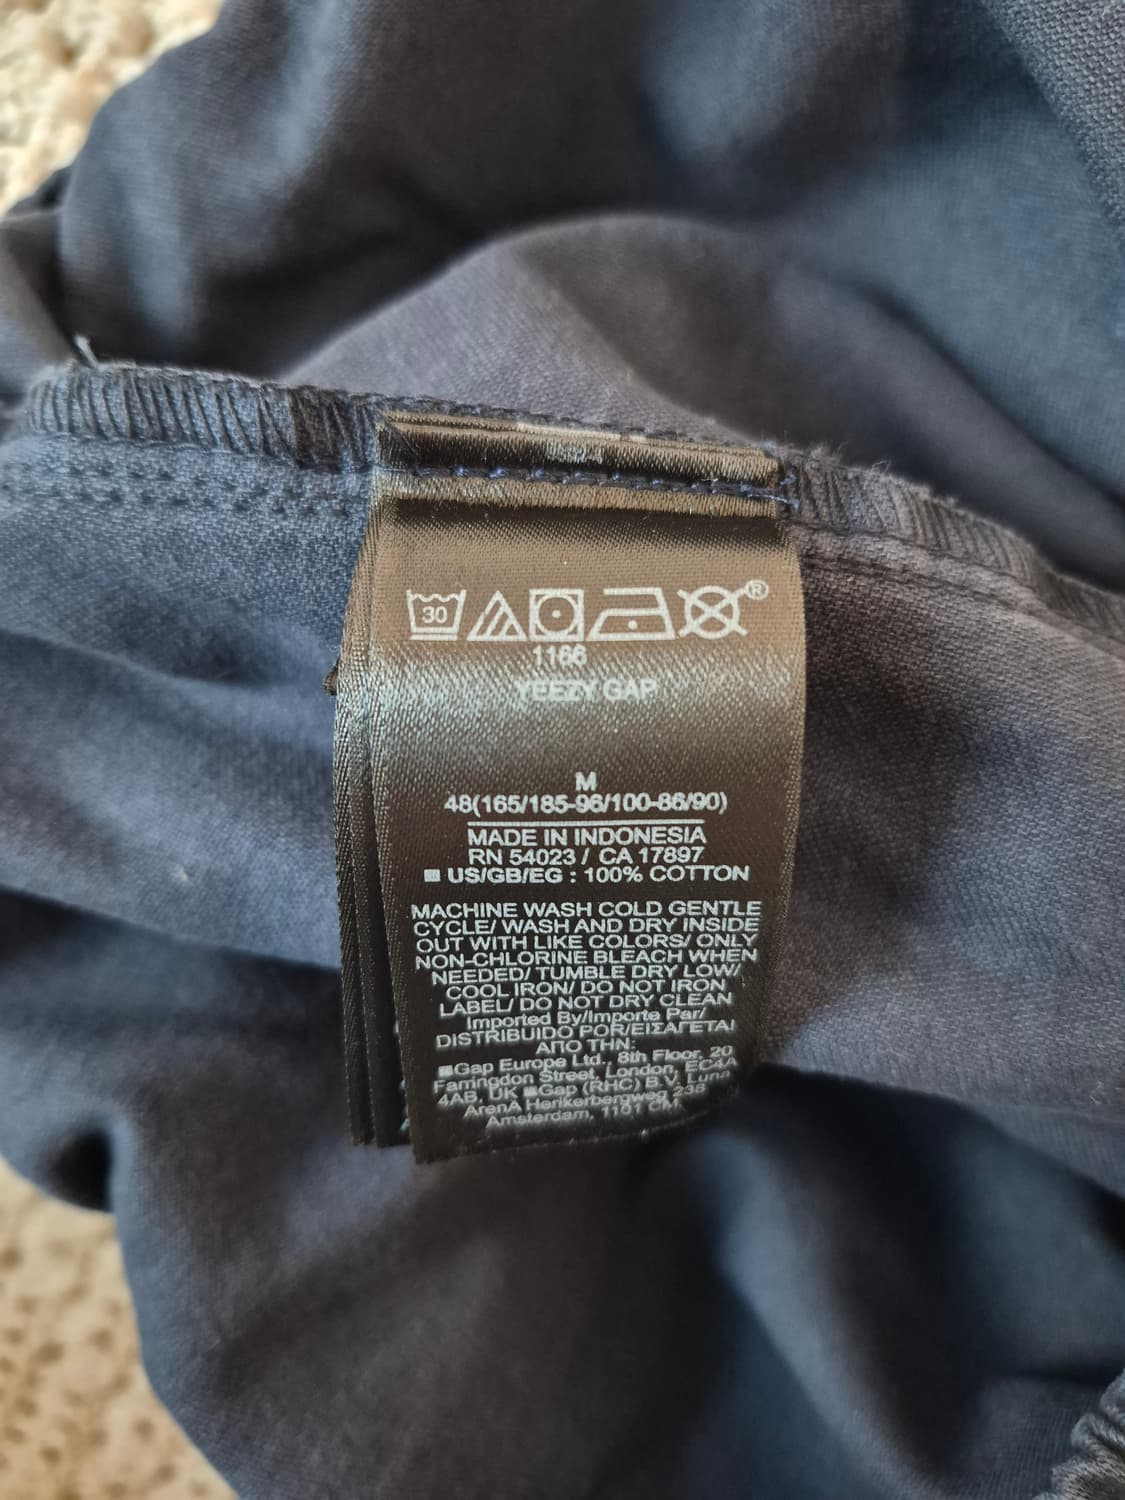 30
®
1166
YEEZY GAP
M
48(165/185-96/100-86/90)
MADE IN INDONESIA
RN 54023 / CA 17897
US/GB/EG : 100% COTTON
MACHINE WASH COLD GENTLE
CYCLE/ WASH AND DRY INSIDE
OUT WITH LIKE COLORS/ ONLY
NON-CHLORINE BLEACH WHEN
NEEDED/ TUMBLE DRY LOW/
COOL IRON/ DO NOT IRON
LABEL/ DO NOT DRY CLEAN
Imported By/Importe Par/
DISTRIBUIDO POR/ΕΙΣΑΓΕΤΑΙ
ΑΠΟ ΤΗΝ:
Gap Europe Ltd., 8th Floor, 20
Farringdon Street, London, EC4A
4AB, UK Gap (RHC) B.V, Luna
ArenA Herikerbergweg 238
Amsterdam, 1101